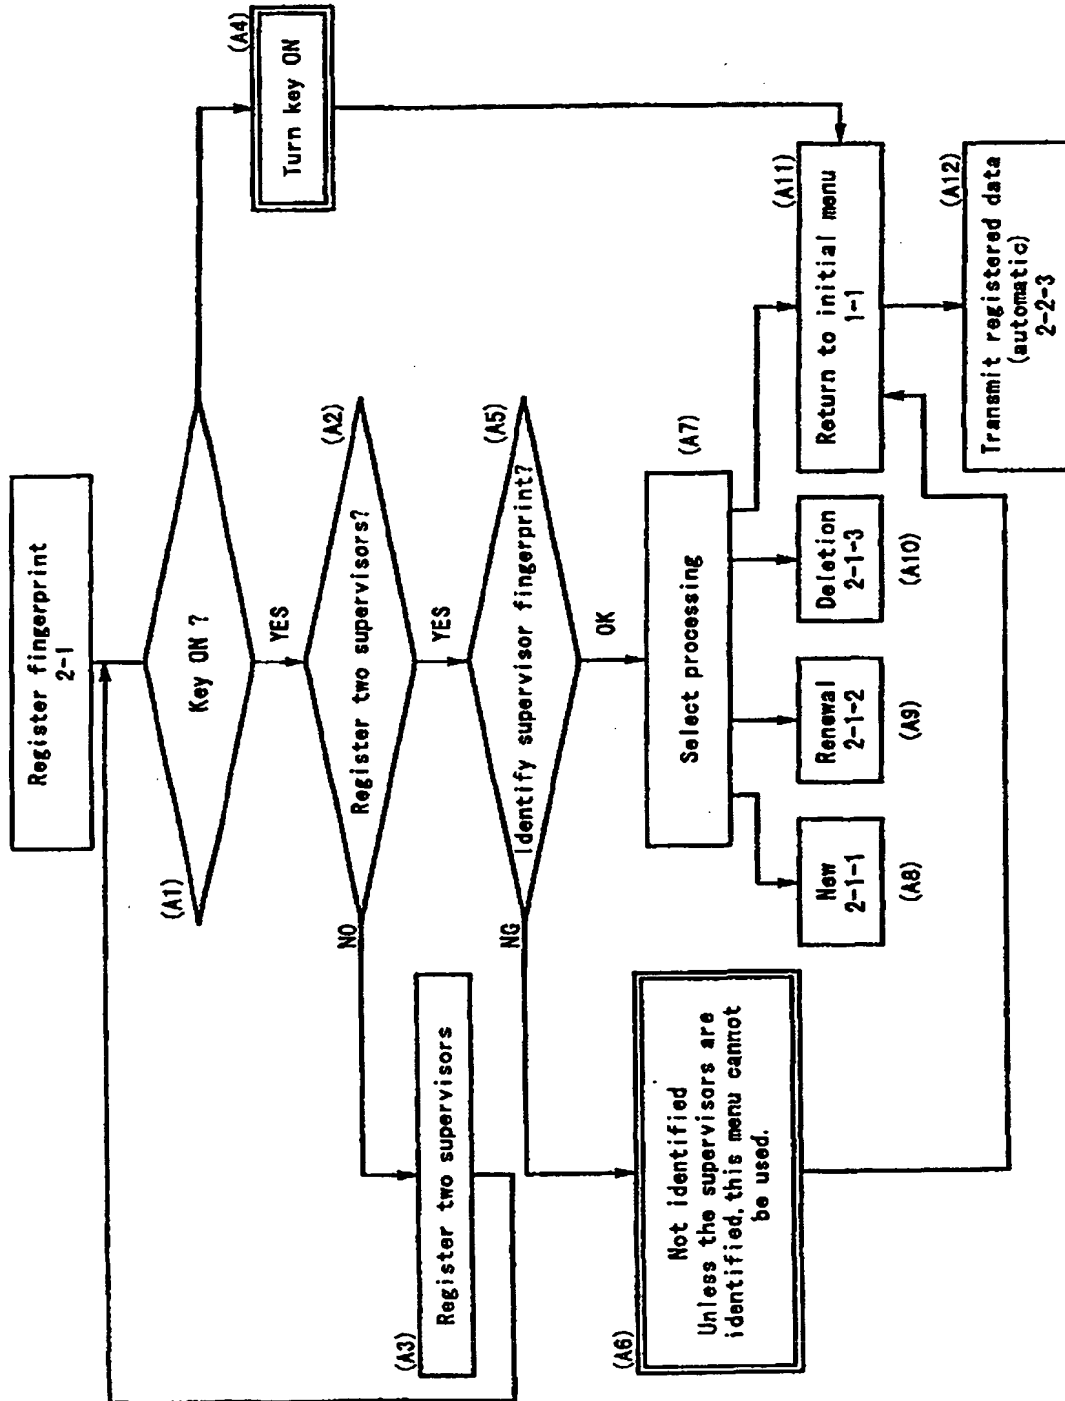 Register fingerprint
2-1
(A1)
Key ON ?
YES
(A4)
Turn key ON
(A2)
Register two supervisors?
NO
YES
(A3)
Register two supervisors
(A5)
Identify supervisor fingerprint?
NG
OK
(A6)
Not identified
Unless the supervisors are
identified, this menu cannot
be used.
(A7)
Select processing
New
2-1-1
(A8)
Renewal
2-1-2
(A9)
Deletion
2-1-3
(A10)
(A11)
Return to initial menu
1-1
(A12)
Transmit registered data
(automatic)
2-2-3